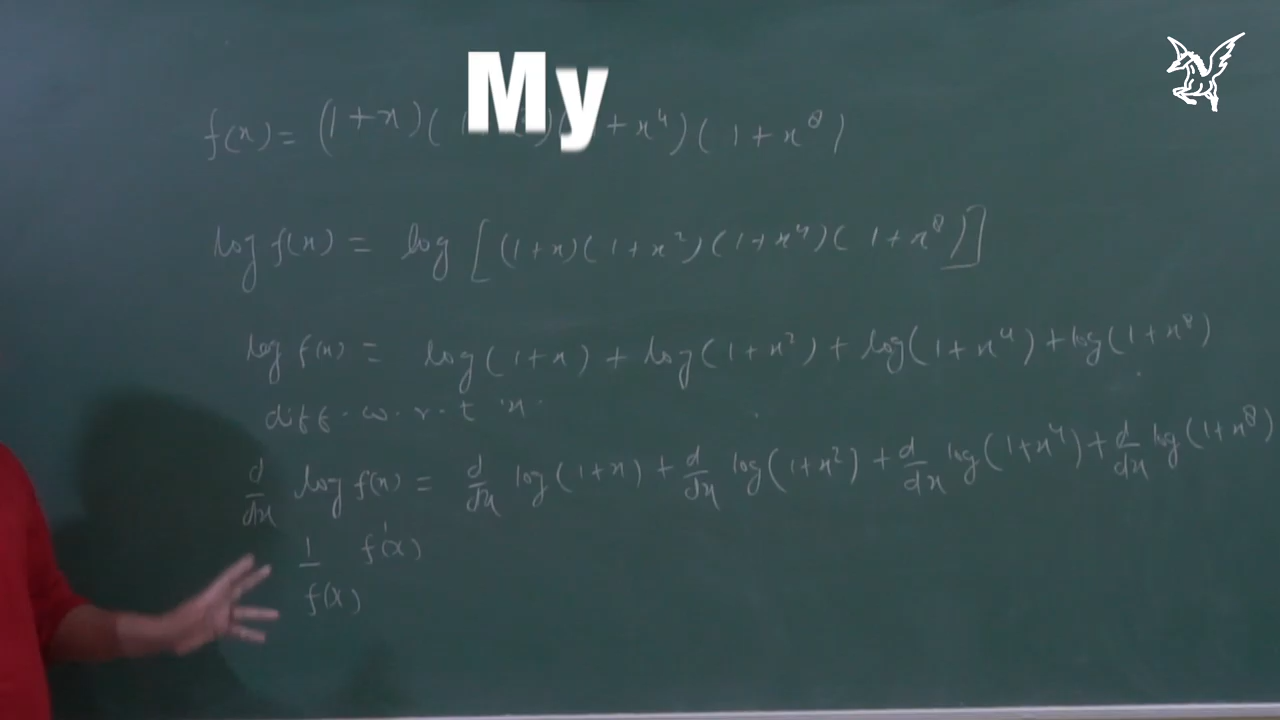 My
f(x) = (1+x)( )( + x⁴)(1+x⁸)
log f(x) = log [(1+x)(1+x²)(1+x⁴)(1+x⁸)]
log f(x) = log(1+x) + log(1+x²) + log(1+x⁴) + log(1+x⁸)
diff. w.r.t 'x'
d/dx log f(x) = d/dx log(1+x) + d/dx log(1+x²) + d/dx log(1+x⁴) + d/dx log(1+x⁸)
1 f'(x)
f(x)